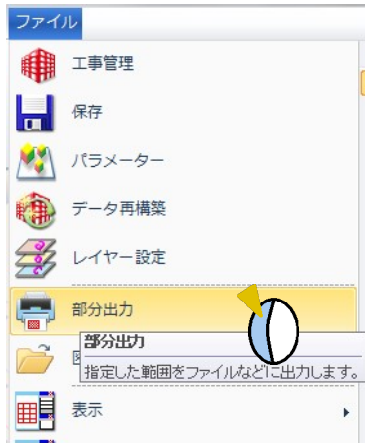 ファイル
工事管理
保存
パラメーター
データ再構築
レイヤー設定
部分出力
部分出力
指定した範囲をファイルなどに出力します。
表示